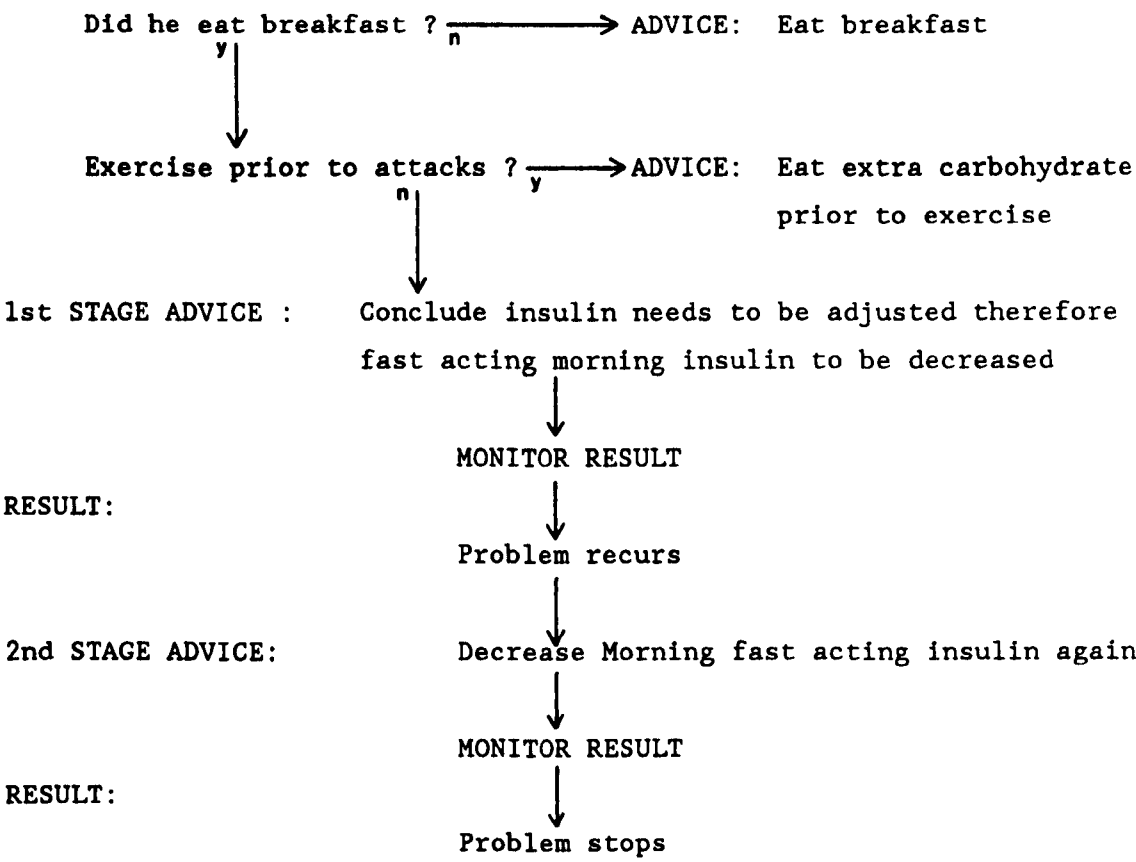 Did he eat breakfast ? n ADVICE: Eat breakfast
y
Exercise prior to attacks ? y ADVICE: Eat extra carbohydrate
n prior to exercise
1st STAGE ADVICE : Conclude insulin needs to be adjusted therefore
fast acting morning insulin to be decreased
MONITOR RESULT
RESULT:
Problem recurs
2nd STAGE ADVICE: Decrease Morning fast acting insulin again
MONITOR RESULT
RESULT:
Problem stops